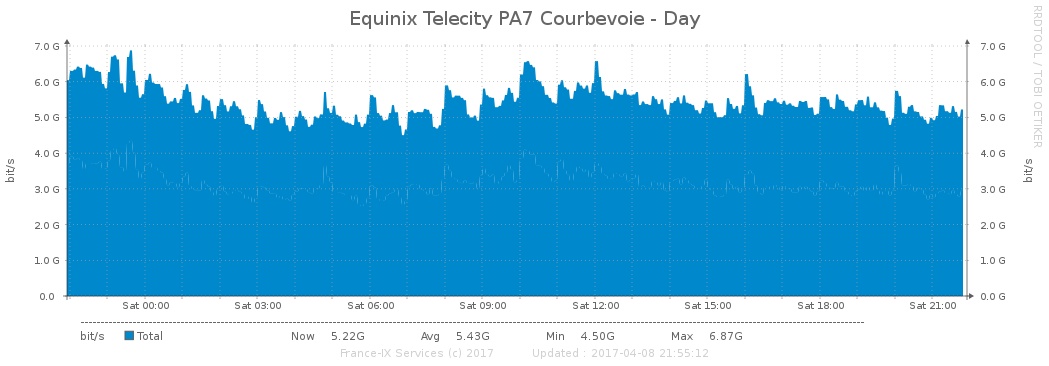 Equinix Telecity PA7 Courbevoie - Day
RRDTOOL / TOBI OETIKER
7.0 G 7.0 G
6.0 G 6.0 G
5.0 G 5.0 G
4.0 G 4.0 G
3.0 G 3.0 G
2.0 G 2.0 G
1.0 G 1.0 G
0.0 0.0 G
bit/s bit/s
Sat 00:00 Sat 03:00 Sat 06:00 Sat 09:00 Sat 12:00 Sat 15:00 Sat 18:00 Sat 21:00
bit/s Total Now 5.22G Avg 5.43G Min 4.50G Max 6.87G
France-IX Services (c) 2017 Updated : 2017-04-08 21:55:12